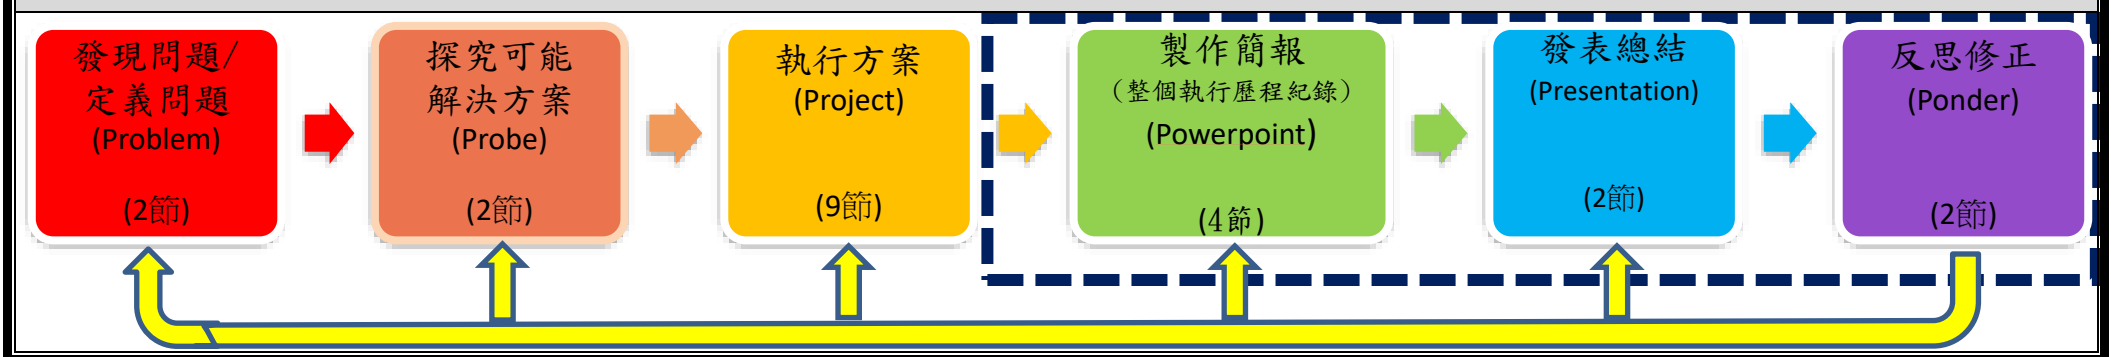 發現問題/
定義問題
(Problem)
(2節)
探究可能
解決方案
(Probe)
(2節)
執行方案
(Project)
(9節)
製作簡報
（整個執行歷程紀錄）
(Powerpoint)
(4節)
發表總結
(Presentation)
(2節)
反思修正
(Ponder)
(2節)